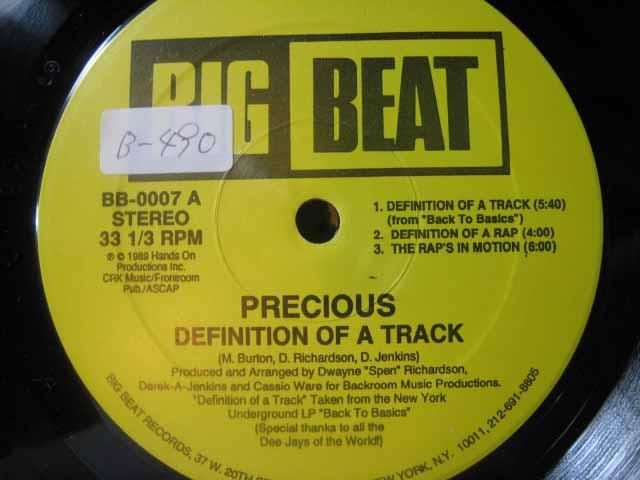 BIG BEAT
B-490
BB-0007 A
STEREO
33 1/3 RPM
℗ © 1989 Hands On
Productions Inc.
CRK Music/Frontroom
Pub./ASCAP
1. DEFINITION OF A TRACK (5:40)
(from "Back To Basics")
2. DEFINITION OF A RAP (4:00)
3. THE RAP'S IN MOTION (6:00)
PRECIOUS
DEFINITION OF A TRACK
(M. Burton, D. Richardson, D. Jenkins)
Produced and Arranged by Dwayne "Spen" Richardson,
Derek-A-Jenkins and Cassio Ware for Backroom Music Productions.
"Definition of a Track" Taken from the New York
Underground LP "Back To Basics"
(Special thanks to all the
Dee Jays of the World!)
BIG BEAT RECORDS, 37 W. 20TH YORK, N.Y. 10011, 212-691-8805